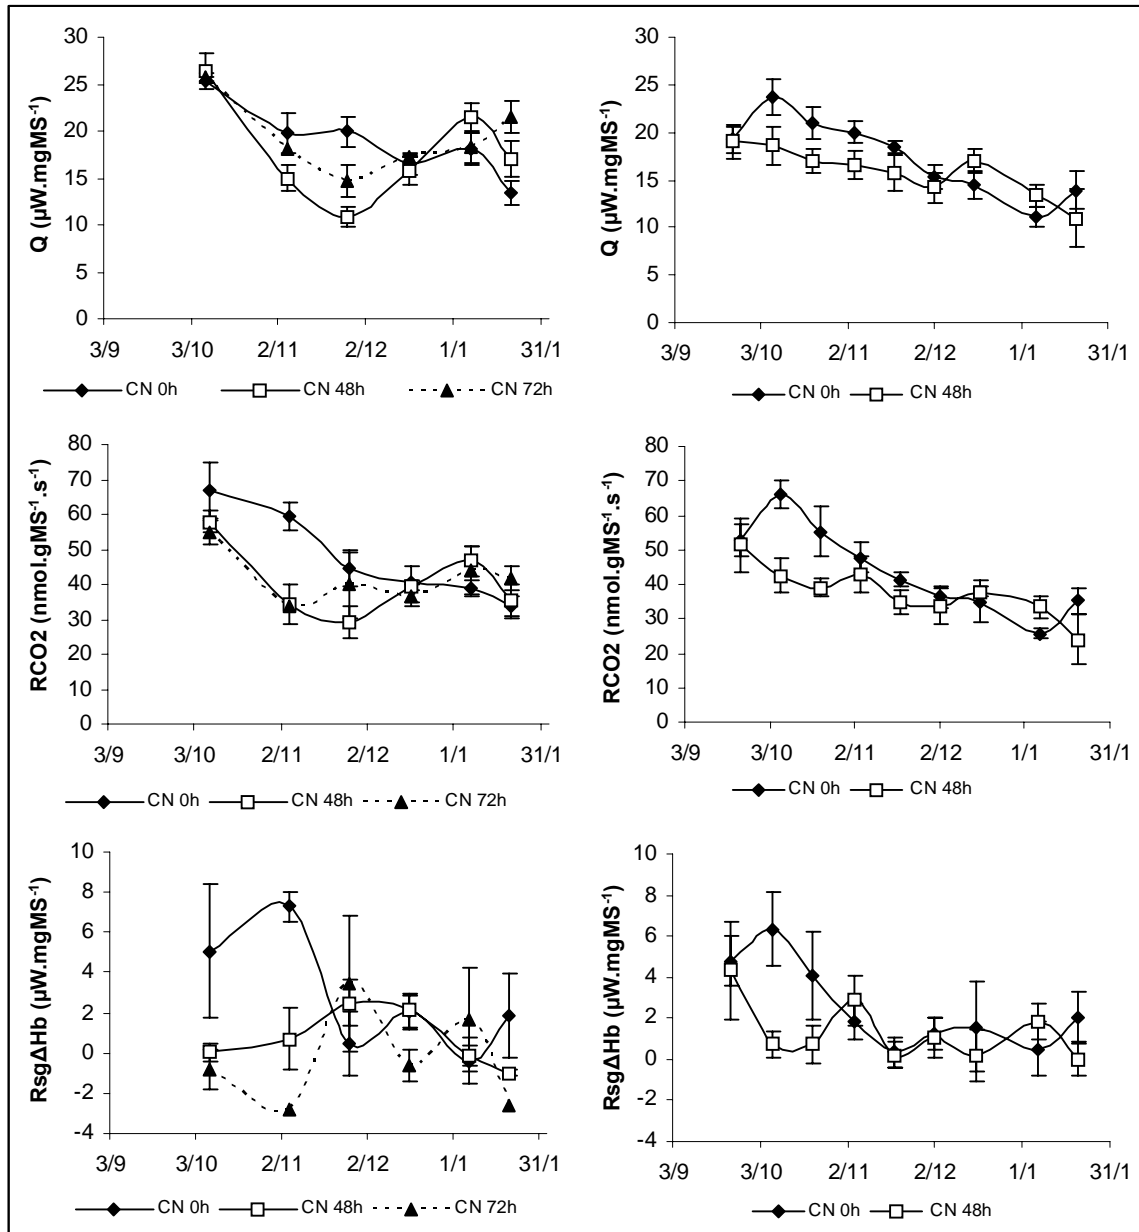 Q (µW.mgMS⁻¹)
30
25
20
15
10
5
0
3/9 3/10 2/11 2/12 1/1 31/1
CN 0h CN 48h CN 72h
Q (µW.mgMS⁻¹)
30
25
20
15
10
5
0
3/9 3/10 2/11 2/12 1/1 31/1
CN 0h CN 48h
RCO2 (nmol.gMS⁻¹.s⁻¹)
80
70
60
50
40
30
20
10
0
3/9 3/10 2/11 2/12 1/1 31/1
CN 0h CN 48h CN 72h
RCO2 (nmol.gMS⁻¹.s⁻¹)
80
70
60
50
40
30
20
10
0
3/9 3/10 2/11 2/12 1/1 31/1
CN 0h CN 48h
RsgΔHb (µW.mgMS⁻¹)
10
8
6
4
2
0
-2
-4
3/9 3/10 2/11 2/12 1/1 31/1
CN 0h CN 48h CN 72h
RsgΔHb (µW.mgMS⁻¹)
10
8
6
4
2
0
-2
-4
3/9 3/10 2/11 2/12 1/1 31/1
CN 0h CN 48h